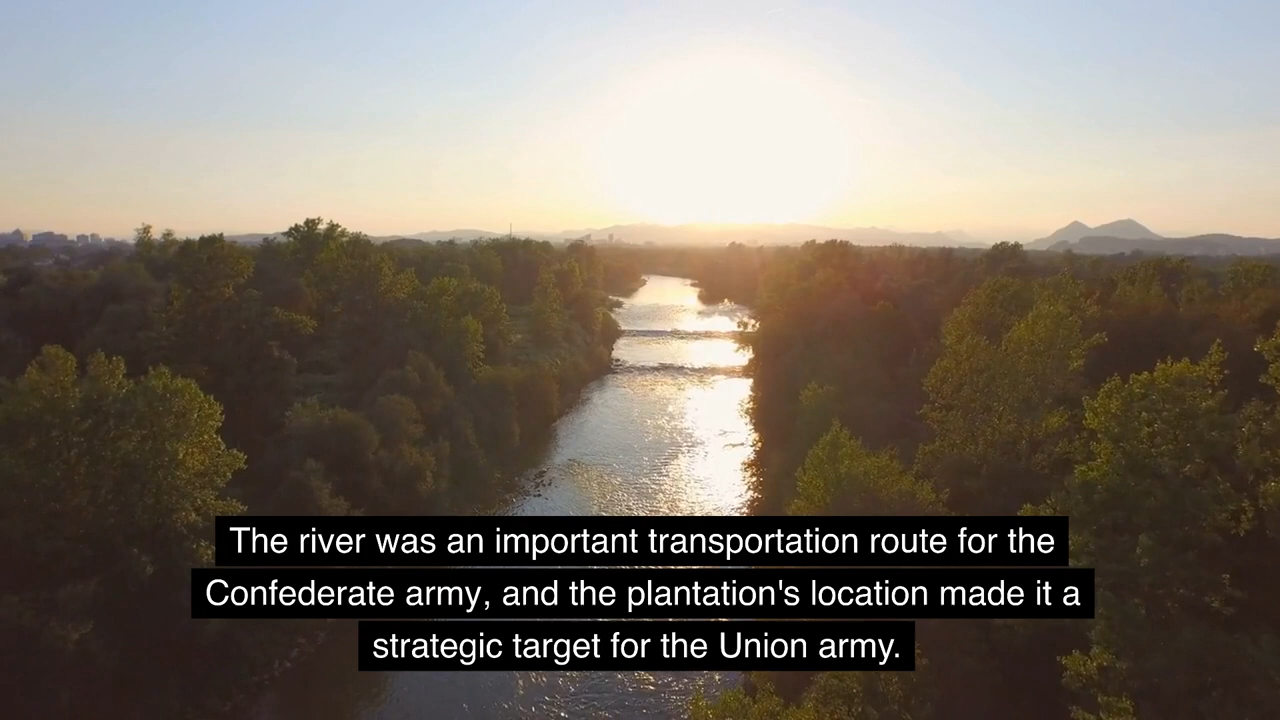 The river was an important transportation route for the
Confederate army, and the plantation's location made it a
strategic target for the Union army.